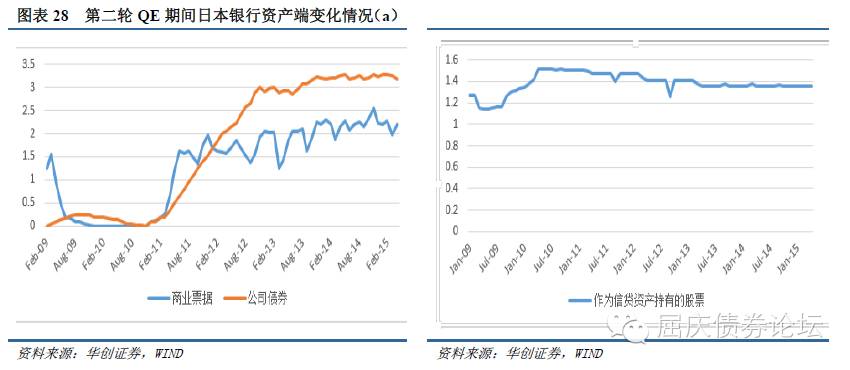 图表 28 第二轮 QE 期间日本银行资产端变化情况（a）
3.5
3
2.5
2
1.5
1
0.5
0
Feb-09
Aug-09
Feb-10
Aug-10
Feb-11
Aug-11
Feb-12
Aug-12
Feb-13
Aug-13
Feb-14
Aug-14
Feb-15
商业票据
公司债券
资料来源：华创证券，WIND
1.6
1.4
1.2
1
0.8
0.6
0.4
0.2
0
Jan-09
Jul-09
Jan-10
Jul-10
Jan-11
Jul-11
Jan-12
Jul-12
Jan-13
Jul-13
Jan-14
Jul-14
Jan-15
作为信贷资产持有的股票
屈庆债券论坛
资料来源：华创证券，WIND